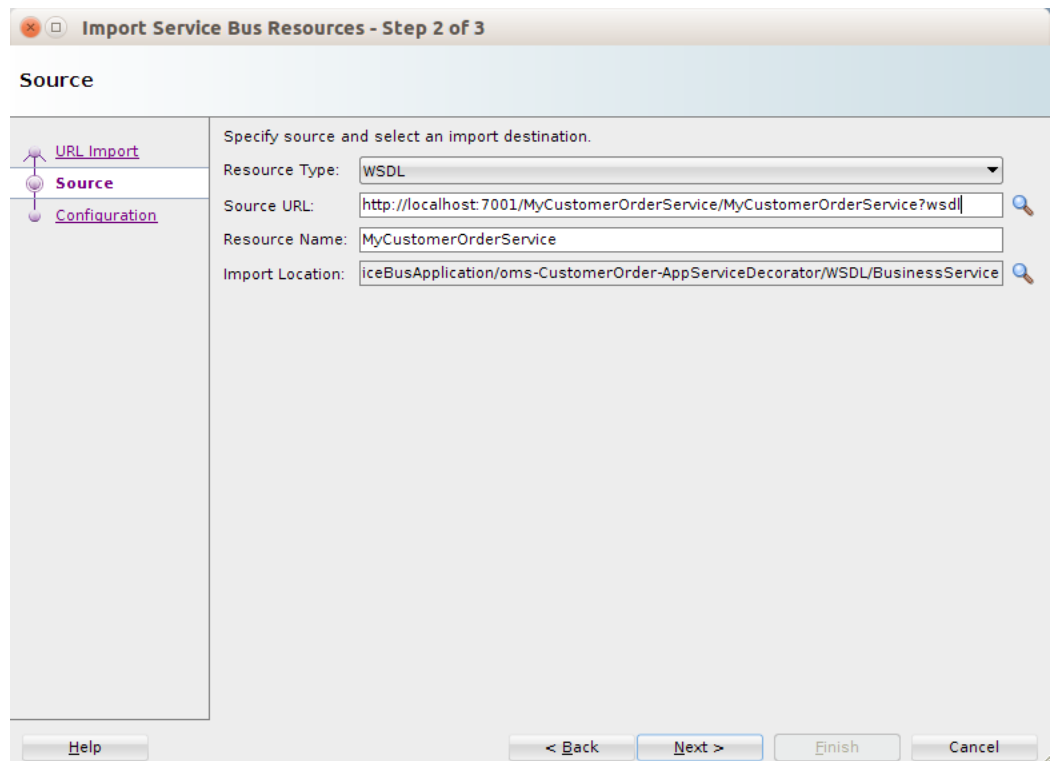 Import Service Bus Resources - Step 2 of 3
Source
URL Import
Source
Configuration
Specify source and select an import destination.
Resource Type: WSDL
Source URL: http://localhost:7001/MyCustomerOrderService/MyCustomerOrderService?wsdl
Resource Name: MyCustomerOrderService
Import Location: iceBusApplication/oms-CustomerOrder-AppServiceDecorator/WSDL/BusinessService
Help < Back Next > Finish Cancel